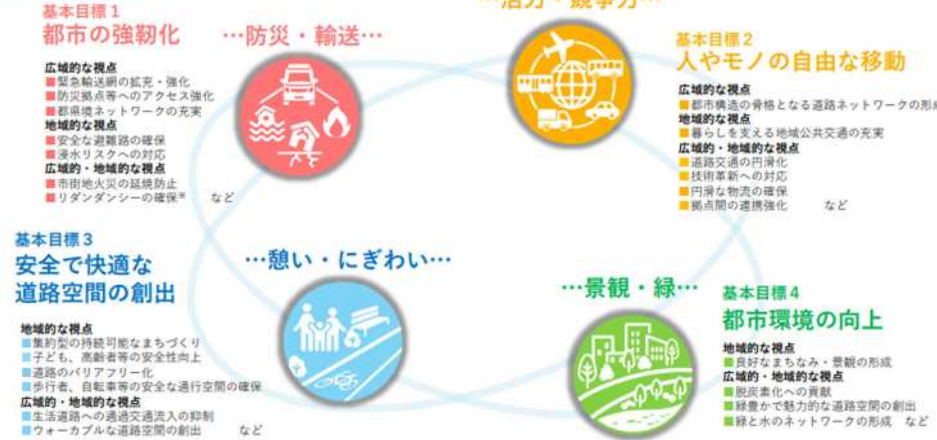 …活力・競争力…
基本目標1
都市の強靭化
…防災・輸送…
広域的な視点
■緊急輸送網の拡充・強化
■防災拠点等へのアクセス強化
■都県境ネットワークの充実
地域的な視点
■安全な避難路の確保
■浸水リスクへの対応
広域的・地域的な視点
■市街地火災の延焼防止
■リダンダンシーの確保※ など
基本目標2
人やモノの自由な移動
広域的な視点
■都市構造の骨格となる道路ネットワークの形成
地域的な視点
■暮らしを支える地域公共交通の充実
広域的・地域的な視点
■道路交通の円滑化
■技術革新への対応
■円滑な物流の確保
■拠点間の連携強化 など
基本目標3
安全で快適な
道路空間の創出
…憩い・にぎわい…
地域的な視点
■集約型の持続可能なまちづくり
■子ども、高齢者等の安全性向上
■道路のバリアフリー化
■歩行者、自転車等の安全な通行空間の確保
広域的・地域的な視点
■生活道路への通過交通流入の抑制
■ウォーカブルな道路空間の創出 など
…景観・緑…
基本目標4
都市環境の向上
地域的な視点
■良好なまちなみ・景観の形成
広域的・地域的な視点
■脱炭素化への貢献
■緑豊かで魅力的な道路空間の創出
■緑と水のネットワークの形成 など